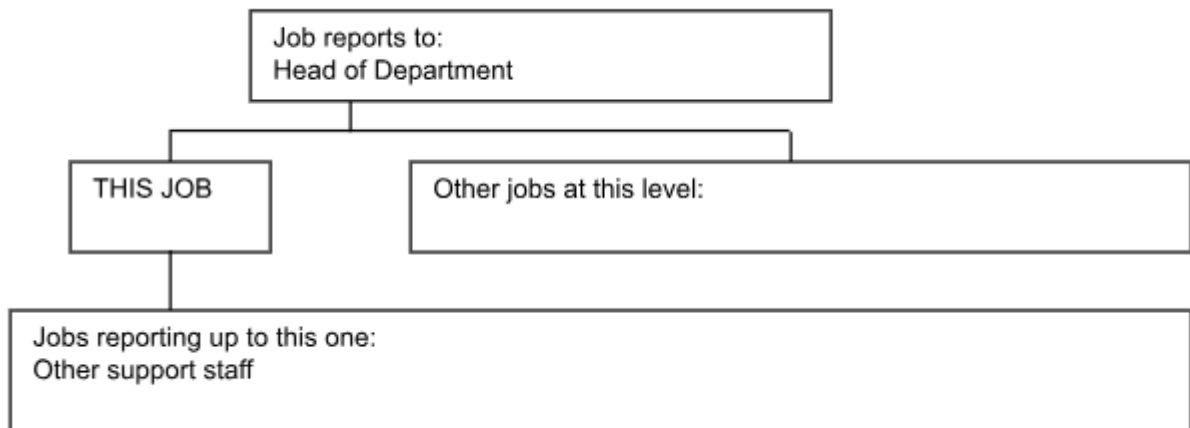 Job reports to:
Head of Department
THIS JOB
Other jobs at this level:
Jobs reporting up to this one:
Other support staff